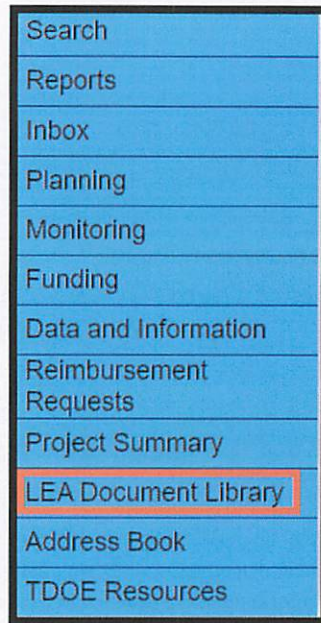 Search
Reports
Inbox
Planning
Monitoring
Funding
Data and Information
Reimbursement
Requests
Project Summary
LEA Document Library
Address Book
TDOE Resources